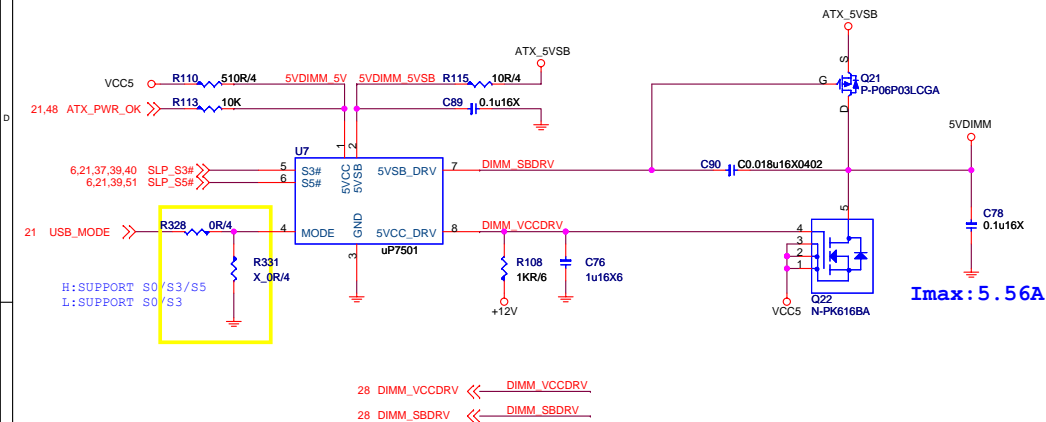 ATX_5VSB
ATX_5VSB
VCC5 R110 510R/4 5VDIMM_5V 5VDIMM_5VSB R115 10R/4
S
G Q21
P-P06P03LCGA
D
21,48 ATX_PWR_OK R113 10K C89 0.1u16X
D
5VDIMM
U7
1 2
6,21,37,39,40 SLP_S3# 5 S3# 5VCC 5VSB 5VSB_DRV 7 DIMM_SBDRV C90 C0.018u16X0402
6,21,39,51 SLP_S5# 6 S5#
C78
0.1u16X
5
21 USB_MODE R328 0R/4 4 MODE GND 5VCC_DRV 8 DIMM_VCCDRV 4
3
2
1
uP7501
3
R331
X_0R/4
R108
1KR/6
C76
1u16X6
H:SUPPORT S0/S3/S5
L:SUPPORT S0/S3
+12V
VCC5
Q22
N-PK616BA
Imax:5.56A
28 DIMM_VCCDRV DIMM_VCCDRV
28 DIMM_SBDRV DIMM_SBDRV